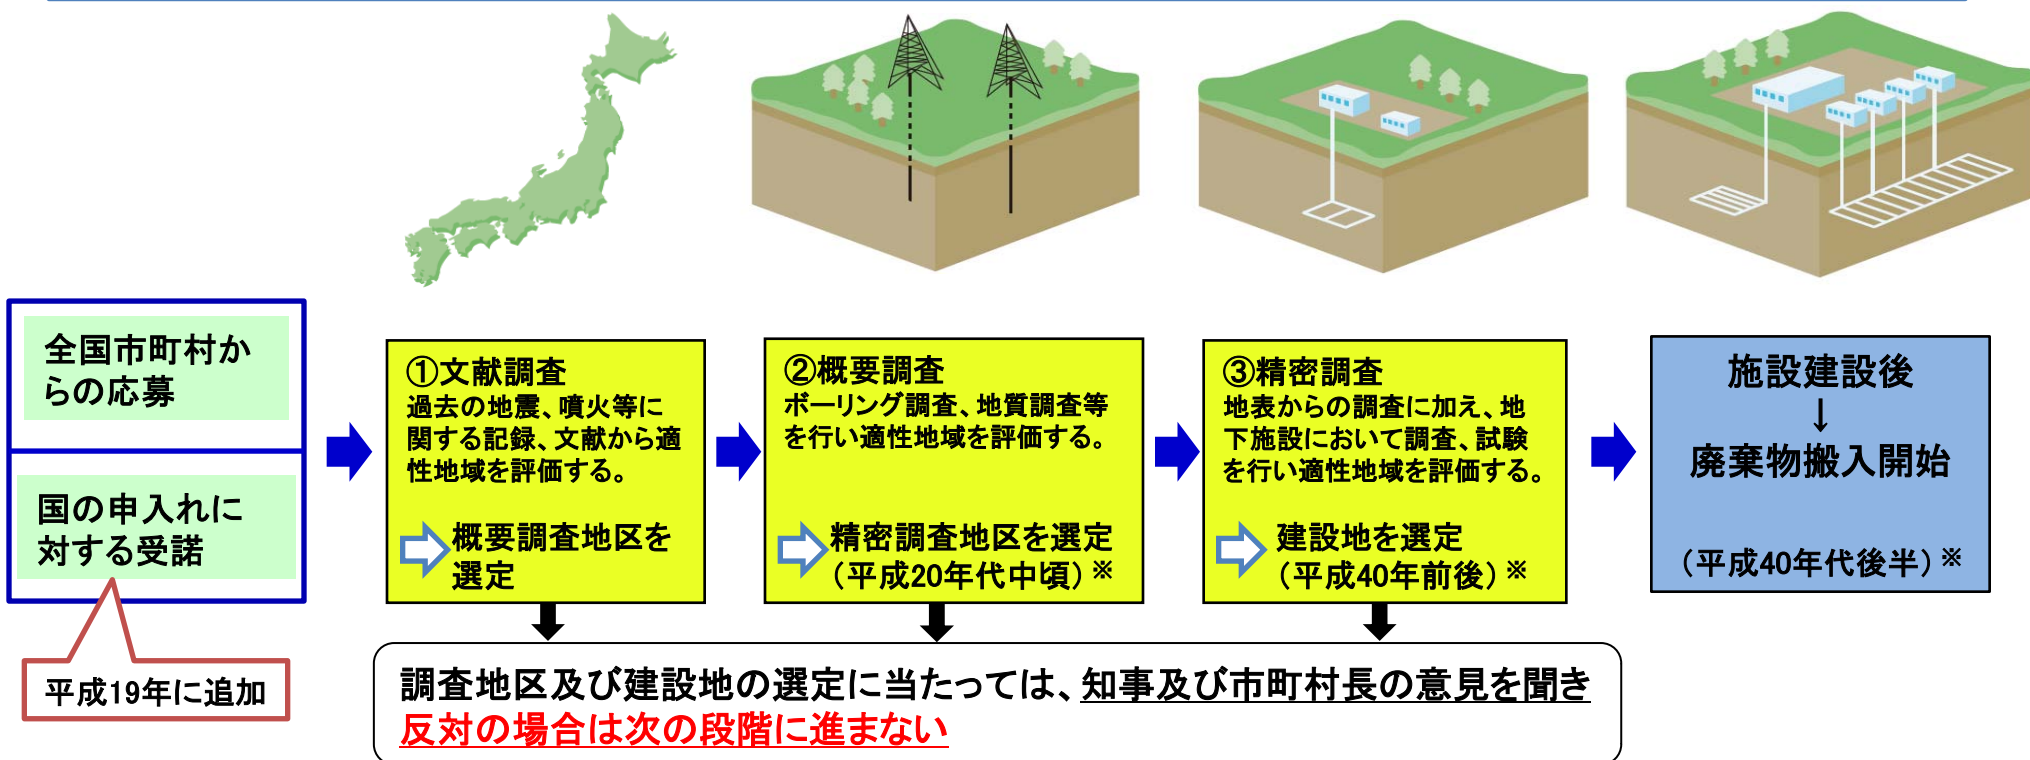 全国市町村か
らの応募
国の申入れに
対する受諾
平成19年に追加
①文献調査
過去の地震、噴火等に
関する記録、文献から適
性地域を評価する。
概要調査地区を
選定
②概要調査
ボーリング調査、地質調査等
を行い適性地域を評価する。
精密調査地区を選定
(平成20年代中頃)※
③精密調査
地表からの調査に加え、地
下施設において調査、試験
を行い適性地域を評価する。
建設地を選定
(平成40年前後)※
施設建設後
↓
廃棄物搬入開始
(平成40年代後半)※
調査地区及び建設地の選定に当たっては、知事及び市町村長の意見を聞き
反対の場合は次の段階に進まない